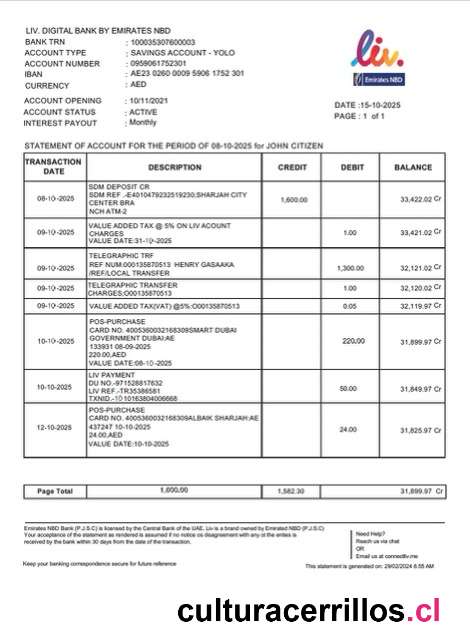 LIV. DIGITAL BANK BY EMIRATES NBD
BANK TRN : 100035307600003
ACCOUNT TYPE : SAVINGS ACCOUNT - YOLO
ACCOUNT NUMBER : 0959061752301
IBAN : AE23 0260 0009 5906 1752 301
CURRENCY : AED
ACCOUNT OPENING : 10/11/2021
ACCOUNT STATUS : ACTIVE
INTEREST PAYOUT : Monthly
liv.
Emirates NBD
DATE :15-10-2025
PAGE : 1 of 1
STATEMENT OF ACCOUNT FOR THE PERIOD OF 08-10-2025 for JOHN CITIZEN
TRANSACTION DATE DESCRIPTION CREDIT DEBIT BALANCE
08-10-2025 SDM DEPOSIT CR 1,600.00 33,422.02 Cr
SDM REF .-E4010479232519230;SHARJAH CITY
CENTER BRA
NCH ATM-2
09-10-2025 VALUE ADDED TAX @ 5% ON LIV ACOUNT 1.00 33,421.02 Cr
CHARGES
VALUE DATE:31-10-2025
09-10-2025 TELEGRAPHIC TRF 1,300.00 32,121.02 Cr
REF NUM:000135870513 HENRY GASAAKA
/REF/LOCAL TRANSFER
09-10-2025 TELEGRAPHIC TRANSFER 1.00 32,120.02 Cr
CHARGES;O00135870513
09-10-2025 VALUE ADDED TAX(VAT) @5%:O00135870513 0.05 32,119.97 Cr
10-10-2025 POS-PURCHASE 220.00 31,899.97 Cr
CARD NO. 4005360032168309SMART DUBAI
GOVERNMENT DUBAI:AE
133931 08-09-2025
220.00,AED
VALUE DATE:08-10-2025
10-10-2025 LIV PAYMENT 50.00 31,849.97 Cr
DU NO.-971528817632
LIV REF.-TR35386581
TXNID.-1010163804006668
12-10-2025 POS-PURCHASE 24.00 31,825.97 Cr
CARD NO. 4005360032168309ALBAIK SHARJAH:AE
437247 10-10-2025
24.00,AED
VALUE DATE:10-10-2025
Page Total 1,600.00 1,582.30 31,899.97 Cr
Emirates NBD Bank (P.J.S.C) is licensed by the Central Bank of the UAE. Liv is a brand owned by Emirated NBD (P.J.S.C)
Your acceptance of the statement as rendered is assumed if no notice os disagreement with any ot the entes is
received by the bank within 30 days from the date of the transaction.
Keep your banking correspondence secure for future reference
Need Help?
Reach us via chat
OR
Email us at connectliv.me
This statement is generated on: 29/02/2024 6.55 AM
culturacerrillos.cl